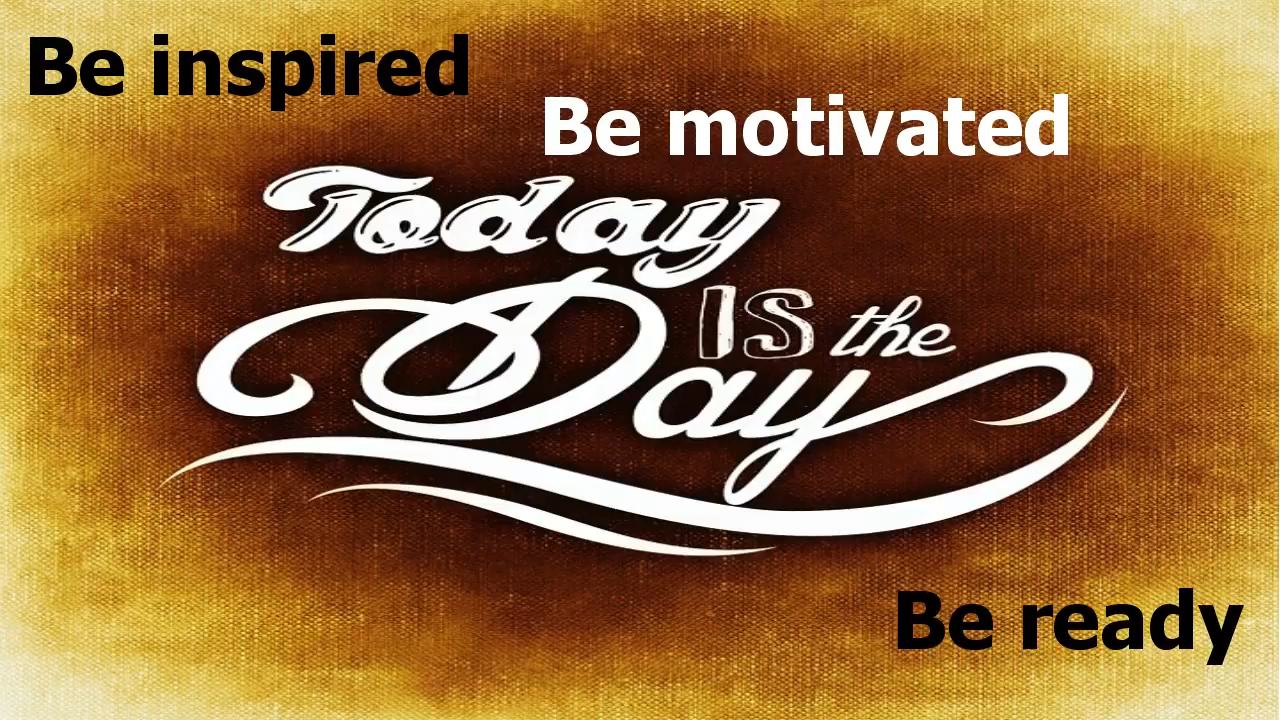 Be inspired
Be motivated
Today
IS the
Day
Be ready